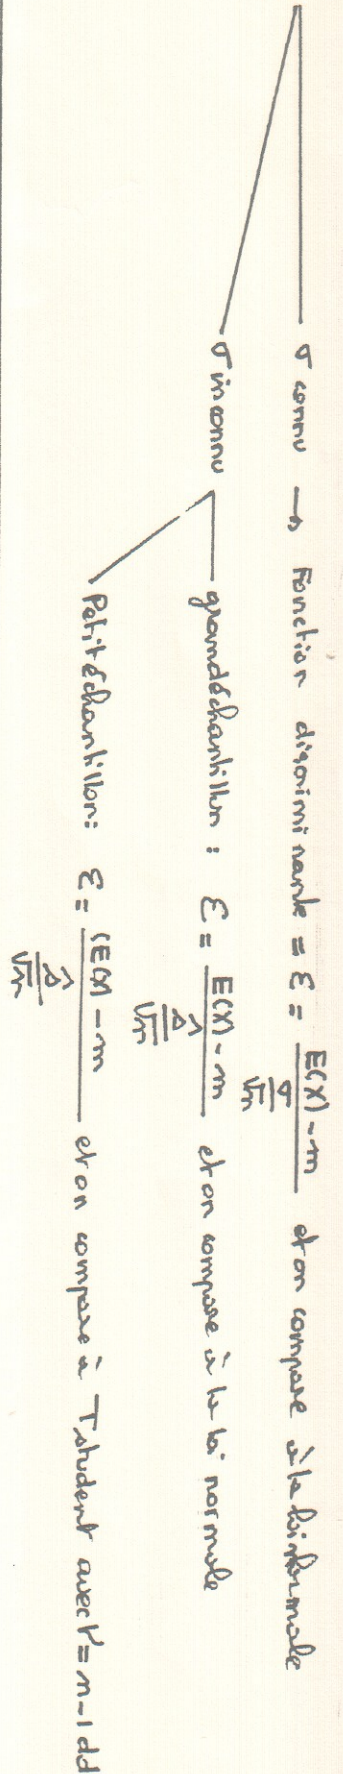 σ connu → Fonction discriminante = ε = (E(X) - m) / (σ/√n) et on compare à la loi normale
σ inconnu
grand échantillon : ε = (E(X) - m) / (ŝ/√n) et on compare à la loi normale
Petit échantillon : ε = (E(X) - m) / (ŝ/√n) et on compare à T student avec V = n-1 dd